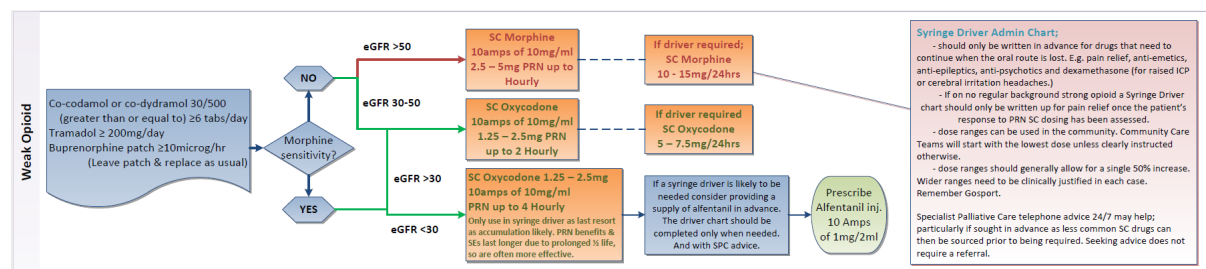 Weak Opioid
Co-codamol or co-dydramol 30/500
(greater than or equal to) ≥6 tabs/day
Tramadol ≥ 200mg/day
Buprenorphine patch ≥10microg/hr
(Leave patch & replace as usual)
Morphine
sensitivity?
NO
YES
eGFR >50
eGFR 30-50
eGFR >30
eGFR <30
SC Morphine
10amps of 10mg/ml
2.5 – 5mg PRN up to
Hourly
If driver required;
SC Morphine
10 - 15mg/24hrs
SC Oxycodone
10amps of 10mg/ml
1.25 – 2.5mg PRN
up to 2 Hourly
If driver required
SC Oxycodone
5 – 7.5mg/24hrs
SC Oxycodone 1.25 – 2.5mg
10amps of 10mg/ml
PRN up to 4 Hourly
Only use in syringe driver as last resort
as accumulation likely. PRN benefits &
SEs last longer due to prolonged ½ life,
so are often more effective.
If a syringe driver is likely to be
needed consider providing a
supply of alfentanil in advance.
The driver chart should be
completed only when needed.
And with SPC advice.
Prescribe
Alfentanil inj.
10 Amps
of 1mg/2ml
Syringe Driver Admin Chart;
- should only be written in advance for drugs that need to
continue when the oral route is lost. E.g. pain relief, anti-emetics,
anti-epileptics, anti-psychotics and dexamethasone (for raised ICP
or cerebral irritation headaches.)
- If on no regular background strong opioid a Syringe Driver
chart should only be written up for pain relief once the patient's
response to PRN SC dosing has been assessed.
- dose ranges can be used in the community. Community Care
Teams will start with the lowest dose unless clearly instructed
otherwise.
- dose ranges should generally allow for a single 50% increase.
Wider ranges need to be clinically justified in each case.
Remember Gosport.
Specialist Palliative Care telephone advice 24/7 may help;
particularly if sought in advance as less common SC drugs can
then be sourced prior to being required. Seeking advice does not
require a referral.